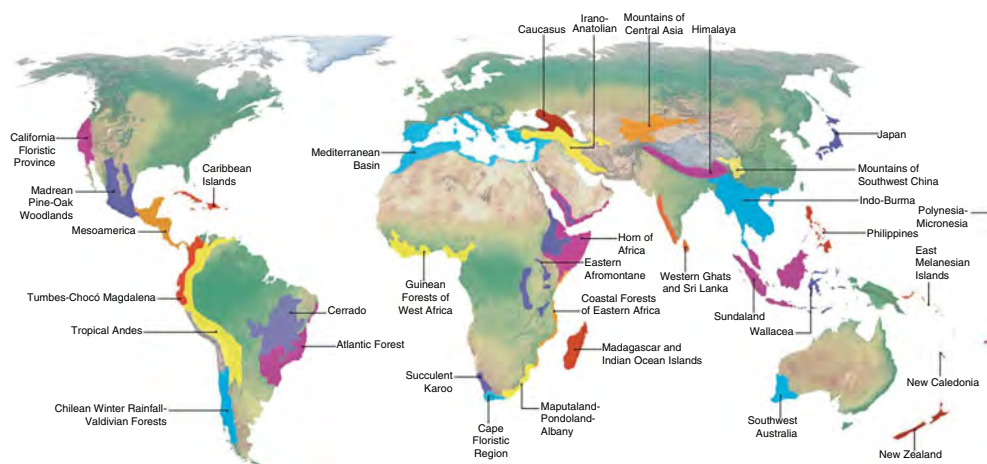 Irano-
Anatolian
Mountains of
Central Asia
Caucasus
Himalaya
California
Floristic
Province
Mediterranean
Basin
Japan
Caribbean
Islands
Madrean
Pine-Oak
Woodlands
Mountains of
Southwest China
Indo-Burma
Polynesia-
Micronesia
Mesoamerica
Philippines
Horn of
Africa
East
Melanesian
Islands
Eastern
Afromontane
Guinean
Forests of
West Africa
Western Ghats
and Sri Lanka
Tumbes-Chocó Magdalena
Coastal Forests
of Eastern Africa
Cerrado
Sundaland
Wallacea
Tropical Andes
Atlantic Forest
Madagascar and
Indian Ocean Islands
Succulent
Karoo
New Caledonia
Chilean Winter Rainfall-
Valdivian Forests
Maputaland-
Pondoland-
Albany
Cape
Floristic
Region
Southwest
Australia
New Zealand